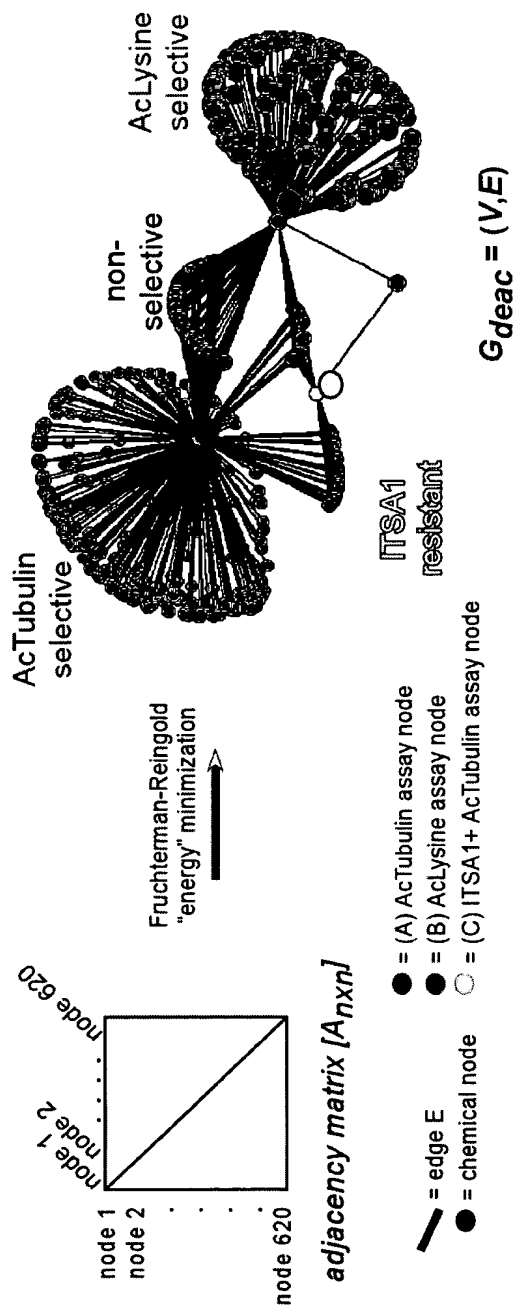 node 1
node 2
node 620
node 1
node 2
node 620
adjacency matrix [Anxn]
Fruchterman-Reingold
"energy" minimization
AcTubulin
selective
non-
selective
AcLysine
selective
ITSA1
resistant
Gdeac = (V,E)
= edge E
= chemical node
= (A) AcTubulin assay node
= (B) AcLysine assay node
= (C) ITSA1+ AcTubulin assay node